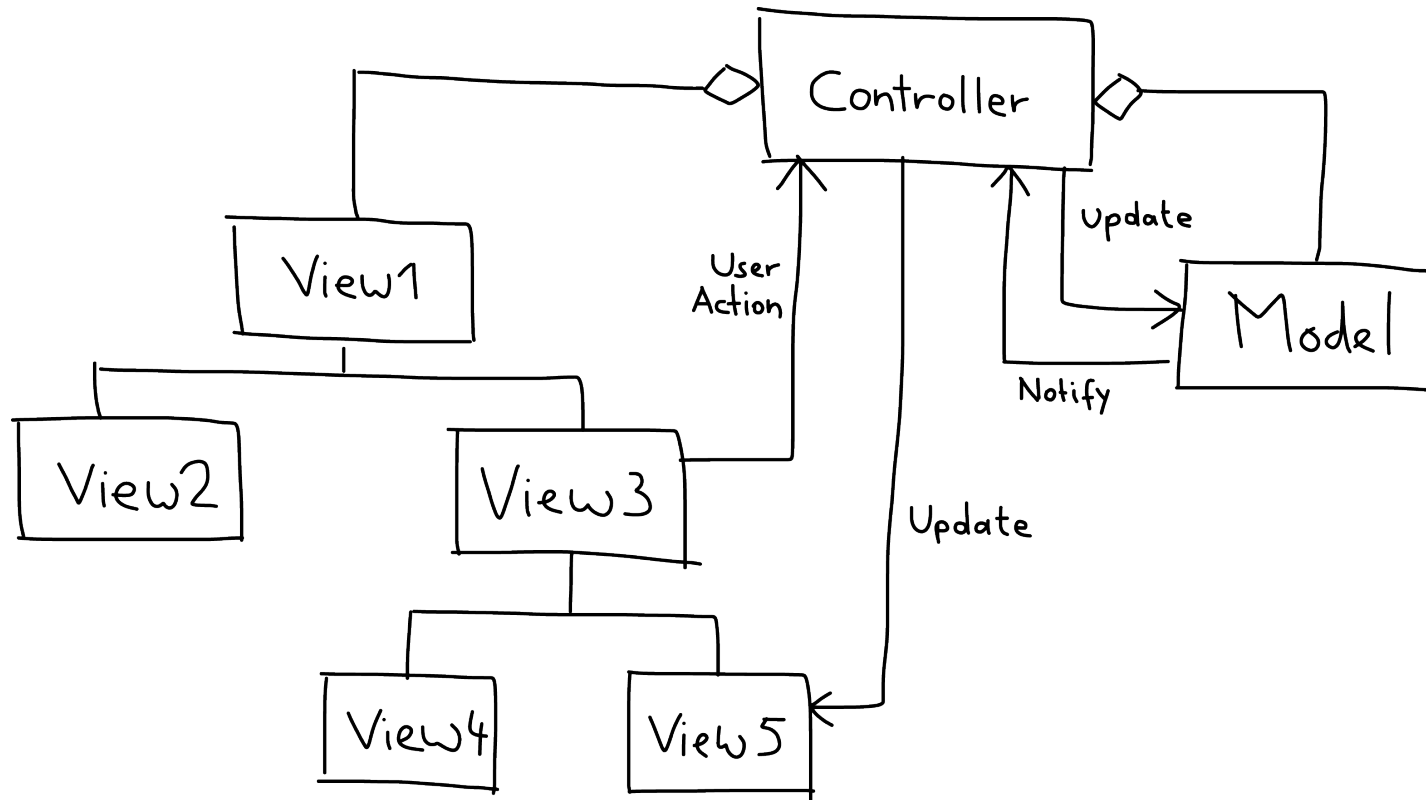 Controller
View1
User
Action
Update
Model
Notify
View2
View3
Update
View4
View5